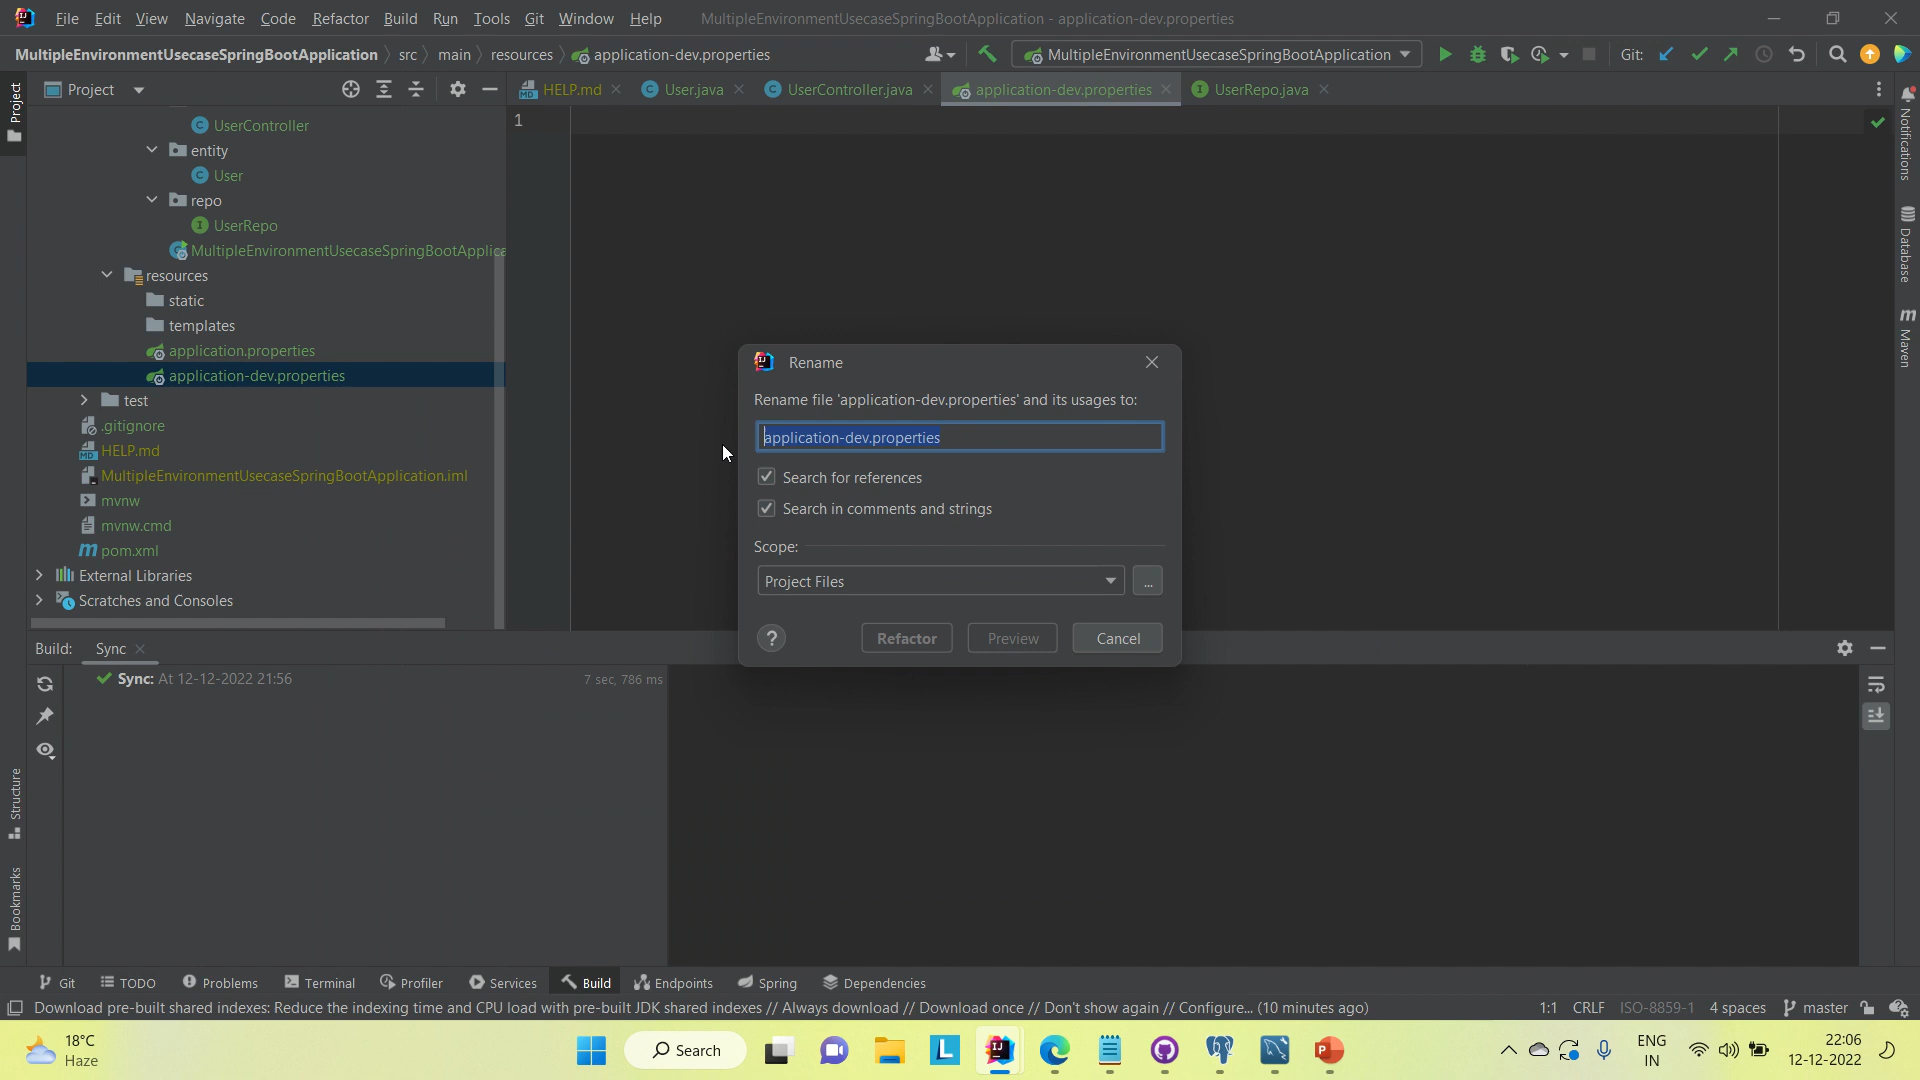 File Edit View Navigate Code Refactor Build Run Tools Git Window Help MultipleEnvironmentUsecaseSpringBootApplication - application-dev.properties
MultipleEnvironmentUsecaseSpringBootApplication src main resources application-dev.properties MultipleEnvironmentUsecaseSpringBootApplication Git:
Project HELP.md User.java UserController.java application-dev.properties UserRepo.java
Project
Notifications
Database
Maven
1
UserController
entity
User
repo
UserRepo
MultipleEnvironmentUsecaseSpringBootApplica
resources
static
templates
application.properties
application-dev.properties
test
.gitignore
HELP.md
MultipleEnvironmentUsecaseSpringBootApplication.iml
mvnw
mvnw.cmd
pom.xml
External Libraries
Scratches and Consoles
Rename
Rename file 'application-dev.properties' and its usages to:
application-dev.properties
Search for references
Search in comments and strings
Scope:
Project Files ...
? Refactor Preview Cancel
Build: Sync
Sync: At 12-12-2022 21:56 7 sec, 786 ms
Structure
Bookmarks
Git TODO Problems Terminal Profiler Services Build Endpoints Spring Dependencies
Download pre-built shared indexes: Reduce the indexing time and CPU load with pre-built JDK shared indexes // Always download // Download once // Don't show again // Configure... (10 minutes ago) 1:1 CRLF ISO-8859-1 4 spaces master
18°C
Haze
Search
ENG
IN
22:06
12-12-2022